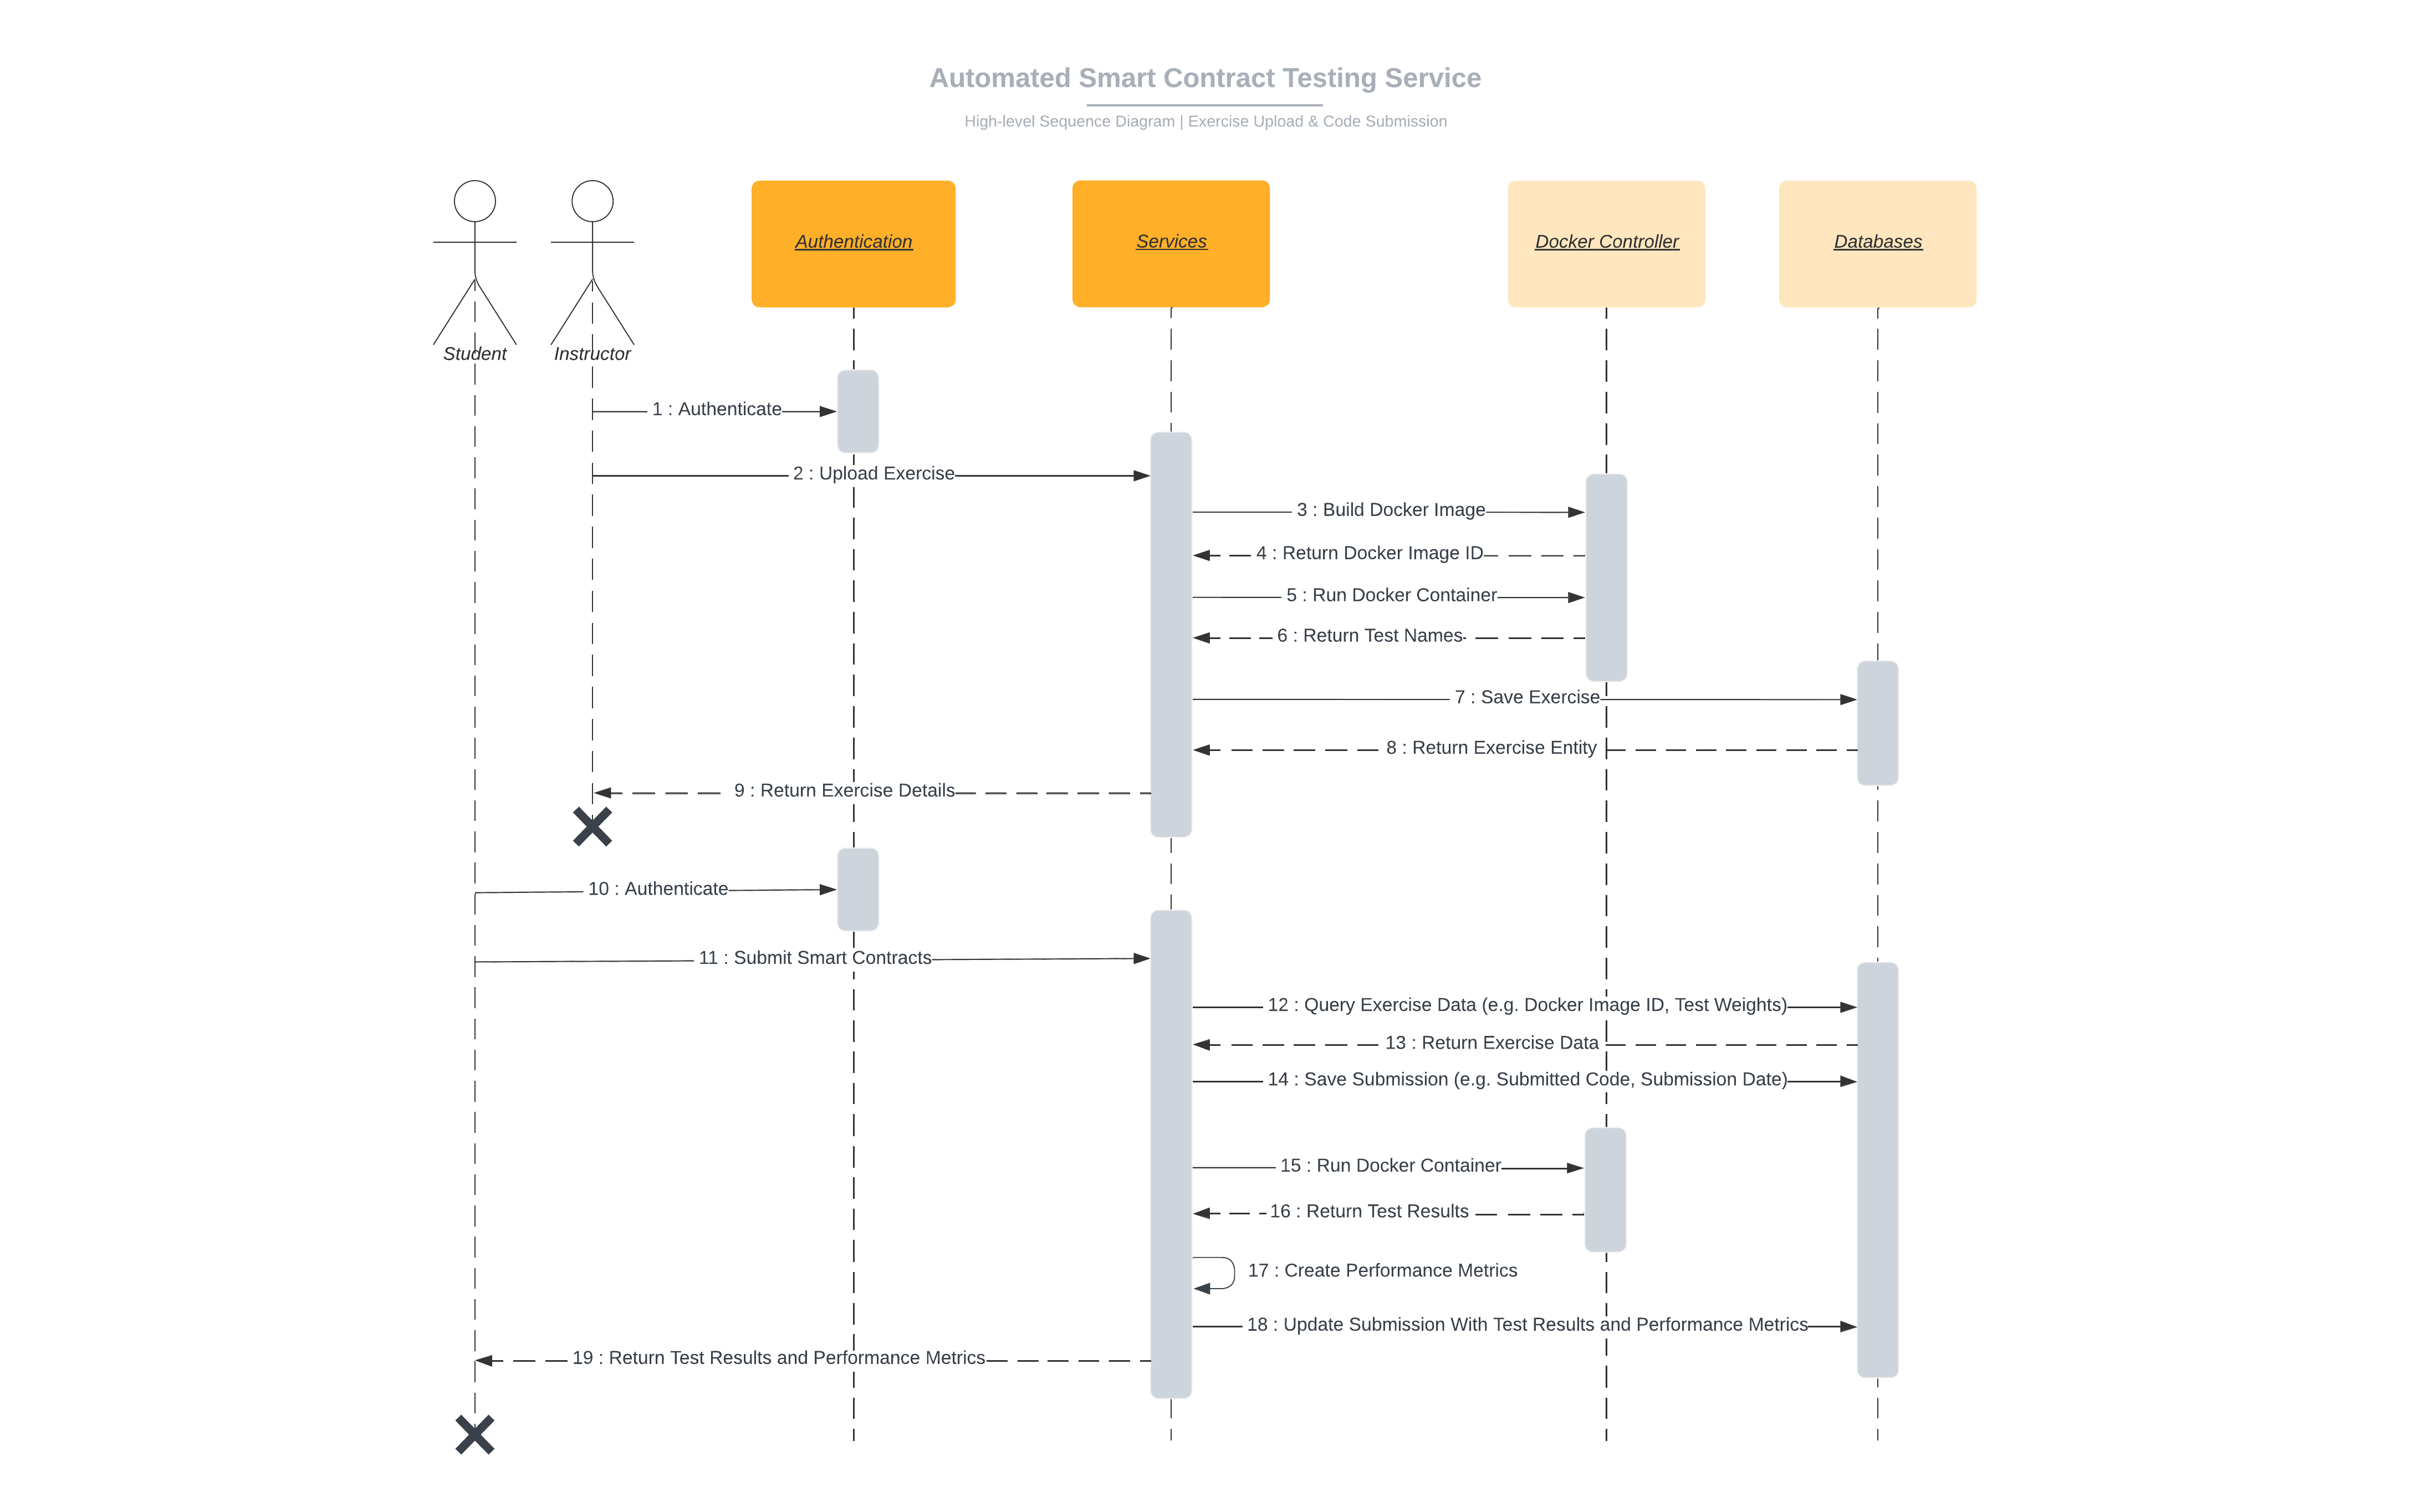 Automated Smart Contract Testing Service
High-level Sequence Diagram | Exercise Upload & Code Submission
Authentication
Services
Docker Controller
Databases
Student
Instructor
1 : Authenticate
2 : Upload Exercise
3 : Build Docker Image
4 : Return Docker Image ID
5 : Run Docker Container
6 : Return Test Names
7 : Save Exercise
8 : Return Exercise Entity
9 : Return Exercise Details
10 : Authenticate
11 : Submit Smart Contracts
12 : Query Exercise Data (e.g. Docker Image ID, Test Weights)
13 : Return Exercise Data
14 : Save Submission (e.g. Submitted Code, Submission Date)
15 : Run Docker Container
16 : Return Test Results
17 : Create Performance Metrics
18 : Update Submission With Test Results and Performance Metrics
19 : Return Test Results and Performance Metrics